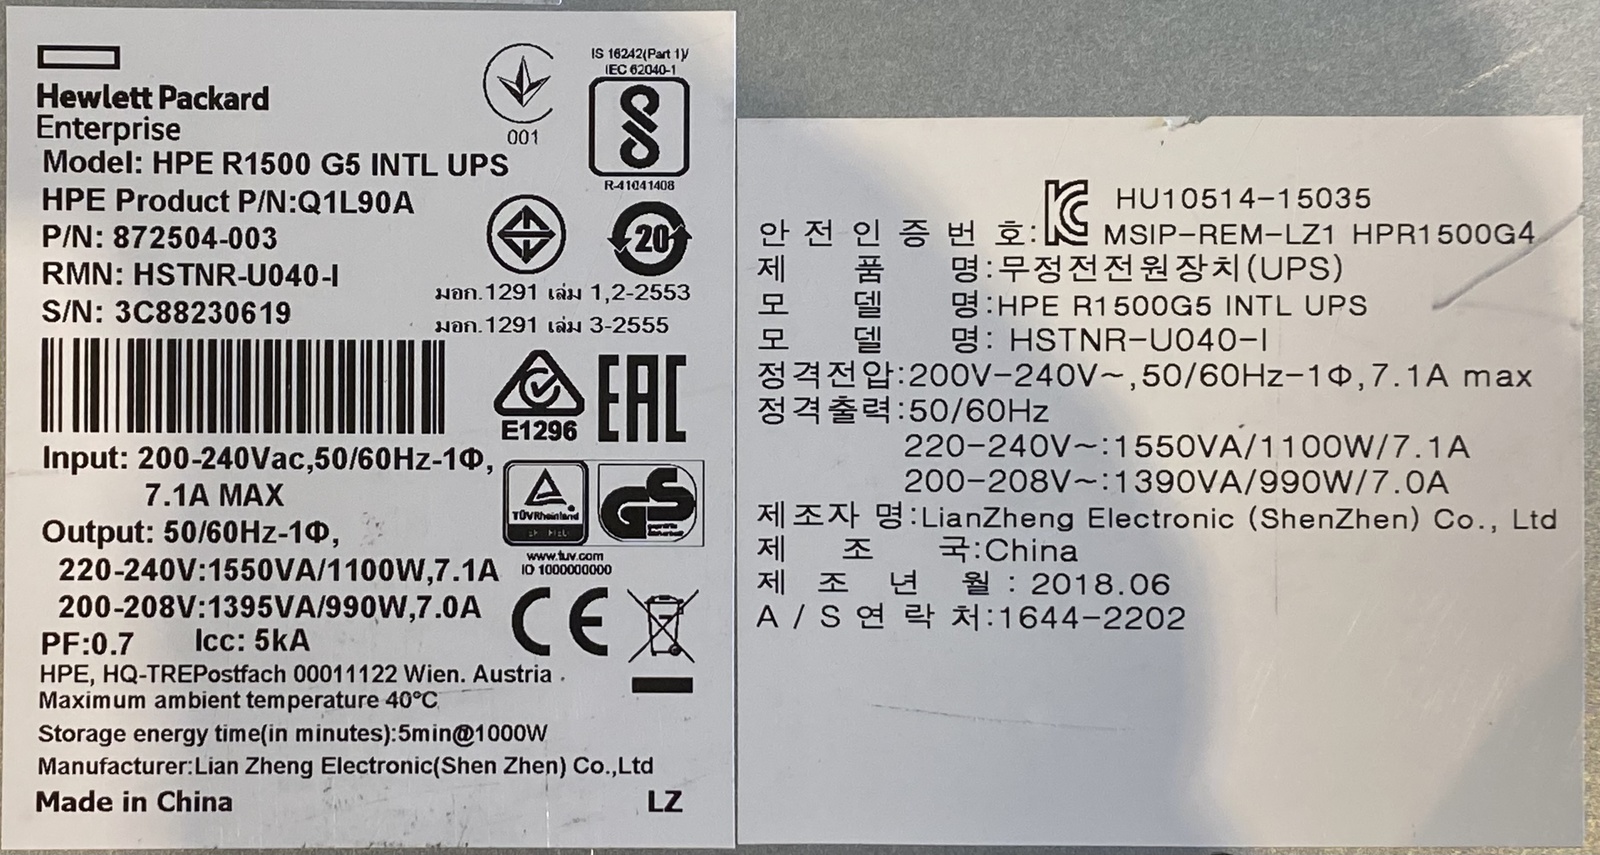 Hewlett Packard
Enterprise
Model: HPE R1500 G5 INTL UPS
HPE Product P/N:Q1L90A
P/N: 872504-003
RMN: HSTNR-U040-I
S/N: 3C88230619
001
IS 16242(Part 1)/
IEC 62040-1
R-41041408
20
มอก.1291 เล่ม 1,2-2553
มอก.1291 เล่ม 3-2555
E1296
EAC
Input: 200-240Vac,50/60Hz-1Φ,
7.1A MAX
Output: 50/60Hz-1Φ,
220-240V:1550VA/1100W,7.1A
200-208V:1395VA/990W,7.0A
PF:0.7 Icc: 5kA
TÜVRheinland
GS
geprüfte
Sicherheit
www.tuv.com
IO 1000000000
CE
HPE, HQ-TREPostfach 00011122 Wien. Austria .
Maximum ambient temperature 40°C
Storage energy time(in minutes):5min@1000W
Manufacturer:Lian Zheng Electronic(Shen Zhen) Co.,Ltd
Made in China LZ
HU10514-15035
안전인증번호: MSIP-REM-LZ1 HPR1500G4
제품명:무정전전원장치(UPS)
모델명:HPE R1500G5 INTL UPS
모델명: HSTNR-U040-I
정격전압:200V-240V~,50/60Hz-1Φ,7.1A max
정격출력:50/60Hz
220-240V~:1550VA/1100W/7.1A
200-208V~:1390VA/990W/7.0A
제조자명:LianZheng Electronic (ShenZhen) Co., Ltd
제조국:China
제조년월: 2018.06
A/S연락처:1644-2202